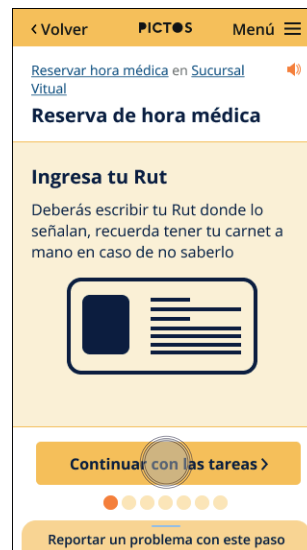 ‹ Volver PICTOS Menú
Reservar hora médica en Sucursal
Vitual
Reserva de hora médica
Ingresa tu Rut
Deberás escribir tu Rut donde lo
señalan, recuerda tener tu carnet a
mano en caso de no saberlo
Continuar con las tareas ›
Reportar un problema con este paso